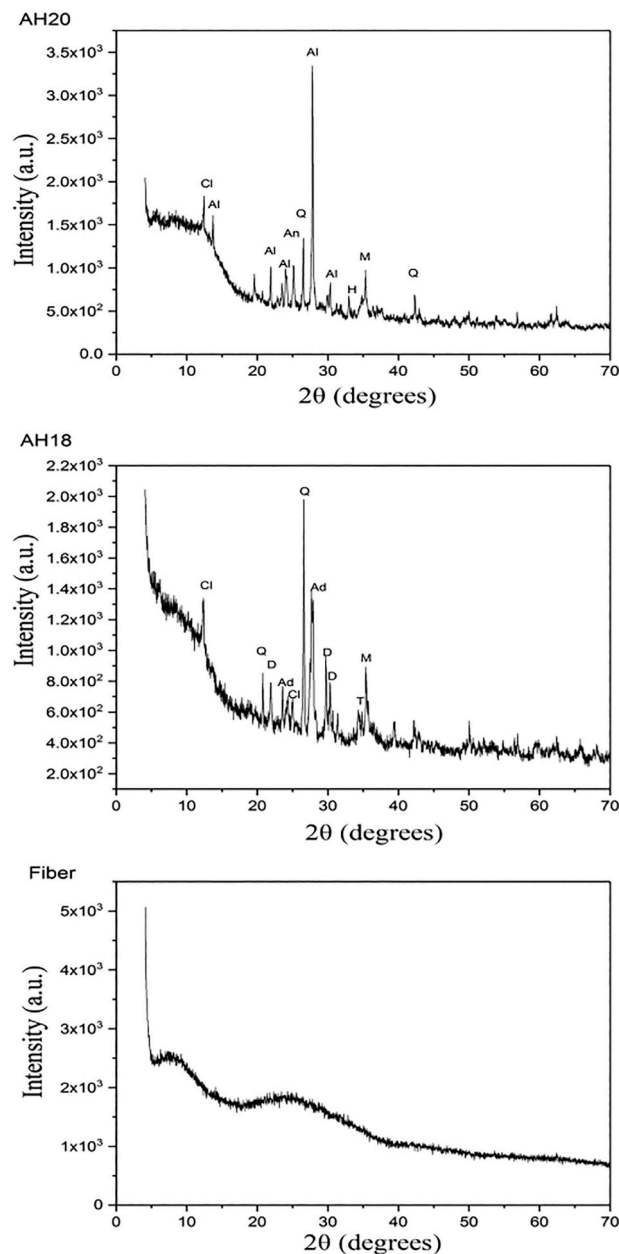 AH20
Intensity (a.u.)
3.5x10³
3.0x10³
2.5x10³
2.0x10³
1.5x10³
1.0x10³
5.0x10²
0.0
Cl
Al
Al
Al
An
Q
Al
Al
H
M
Q
0 10 20 30 40 50 60 70
2θ (degrees)
AH18
Intensity (a.u.)
2.2x10³
2.0x10³
1.8x10³
1.6x10³
1.4x10³
1.2x10³
1.0x10³
8.0x10²
6.0x10²
4.0x10²
2.0x10²
Cl
Q
D
Ad
Cl
Q
Ad
D
D
T
M
0 10 20 30 40 50 60 70
2θ (degrees)
Fiber
Intensity (a.u.)
5x10³
4x10³
3x10³
2x10³
1x10³
0
0 10 20 30 40 50 60 70
2θ (degrees)